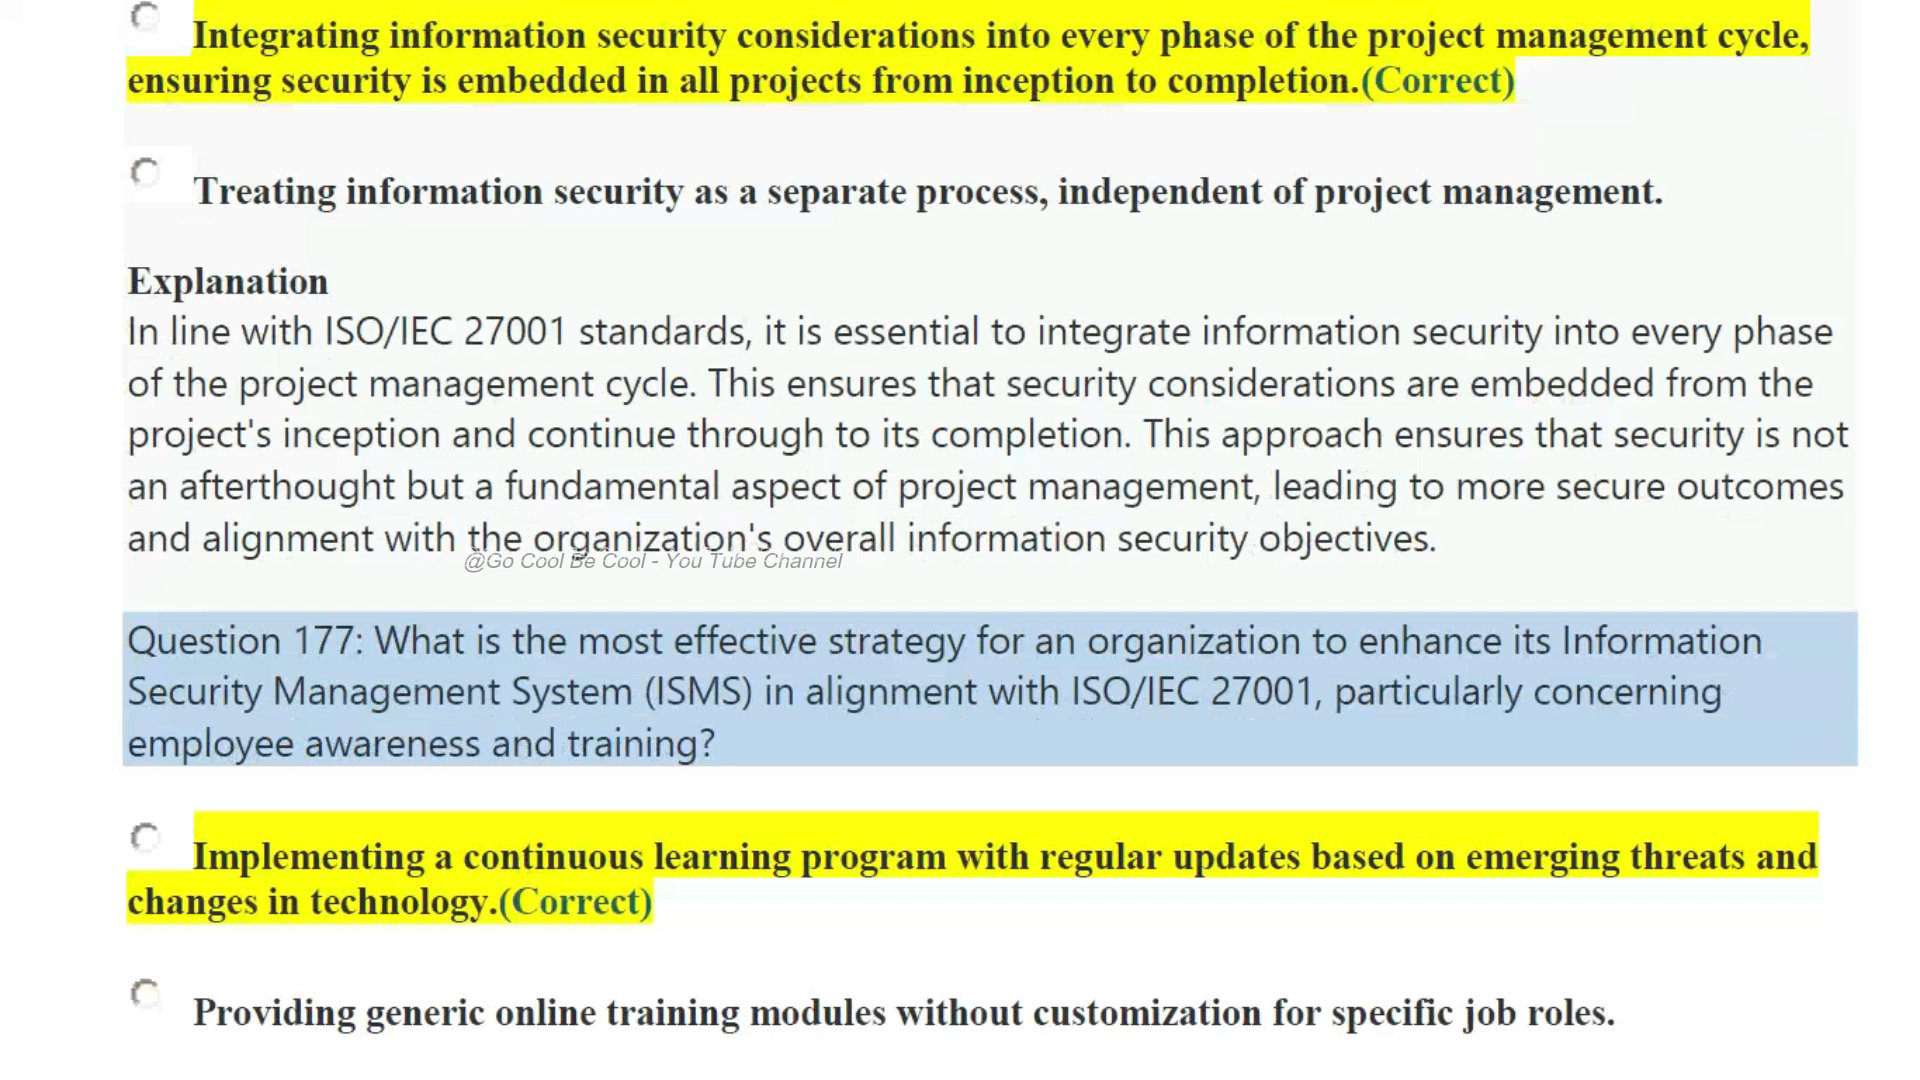 Integrating information security considerations into every phase of the project management cycle,
ensuring security is embedded in all projects from inception to completion.(Correct)
Treating information security as a separate process, independent of project management.
Explanation
In line with ISO/IEC 27001 standards, it is essential to integrate information security into every phase
of the project management cycle. This ensures that security considerations are embedded from the
project's inception and continue through to its completion. This approach ensures that security is not
an afterthought but a fundamental aspect of project management, leading to more secure outcomes
and alignment with the organization's overall information security objectives.
@Go Cool Be Cool - You Tube Channel
Question 177: What is the most effective strategy for an organization to enhance its Information
Security Management System (ISMS) in alignment with ISO/IEC 27001, particularly concerning
employee awareness and training?
Implementing a continuous learning program with regular updates based on emerging threats and
changes in technology.(Correct)
Providing generic online training modules without customization for specific job roles.